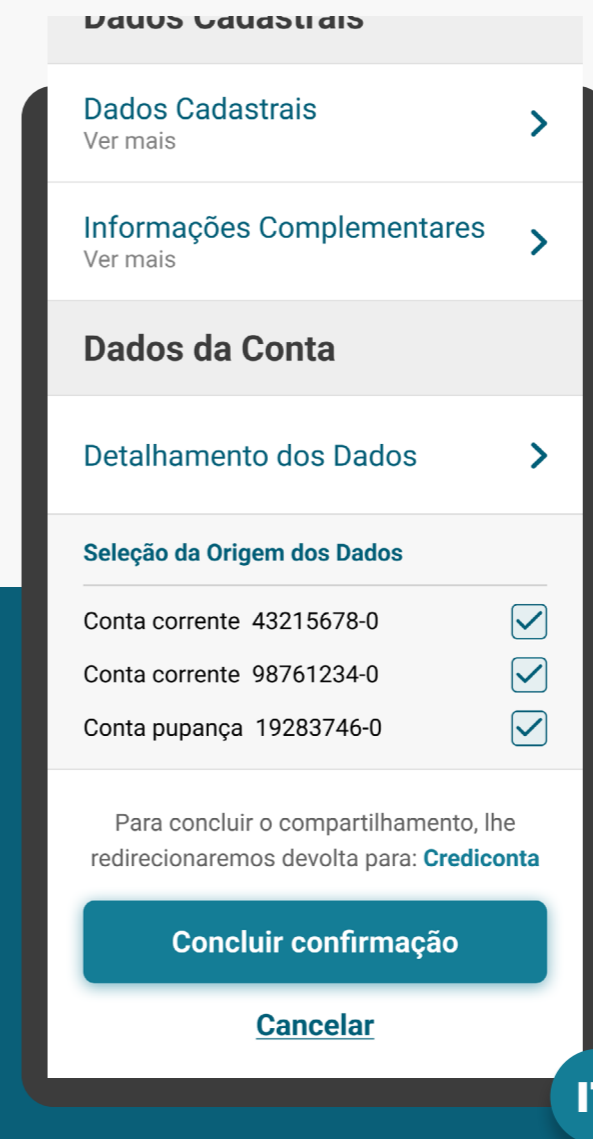 Dados Cadastrais
Dados Cadastrais
Ver mais
Informações Complementares
Ver mais
Dados da Conta
Detalhamento dos Dados
Seleção da Origem dos Dados
Conta corrente 43215678-0
Conta corrente 98761234-0
Conta pupança 19283746-0
Para concluir o compartilhamento, lhe
redirecionaremos devolta para: Crediconta
Concluir confirmação
Cancelar